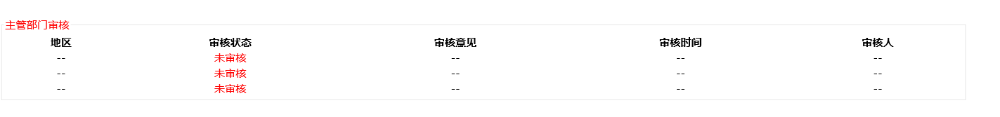 主管部门审核
地区 审核状态 审核意见 审核时间 审核人
-- 未审核 -- -- --
-- 未审核 -- -- --
-- 未审核 -- -- --